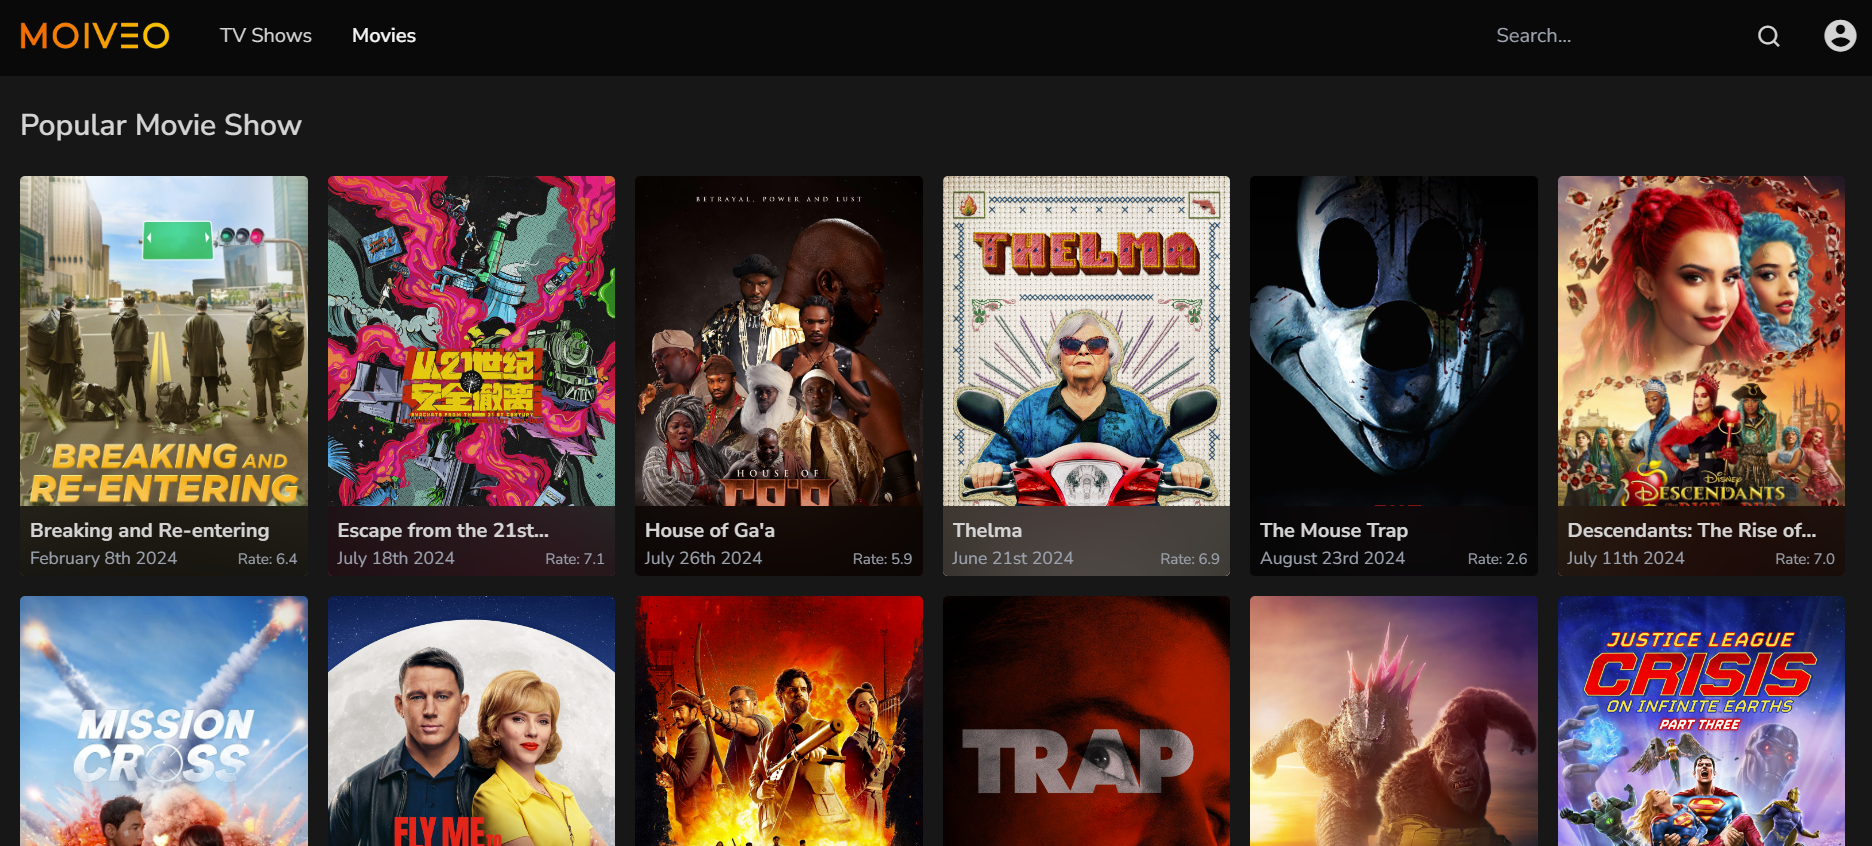 MOIVEO TV Shows Movies Search...
Popular Movie Show
BREAKING AND
RE-ENTERING
Breaking and Re-entering
February 8th 2024 Rate: 6.4
从21世纪
安全撤离
EVACUATE FROM THE 21ST CENTURY
Escape from the 21st...
July 18th 2024 Rate: 7.1
BETRAYAL, POWER AND LUST
HOUSE OF
GA'A
House of Ga'a
July 26th 2024 Rate: 5.9
THELMA
Thelma
June 21st 2024 Rate: 6.9
The Mouse Trap
August 23rd 2024 Rate: 2.6
Disney
DESCENDANTS
Descendants: The Rise of...
July 11th 2024 Rate: 7.0
MISSION
CROSS
FLY ME TO
TRAP
JUSTICE LEAGUE
CRISIS
ON INFINITE EARTHS
PART THREE